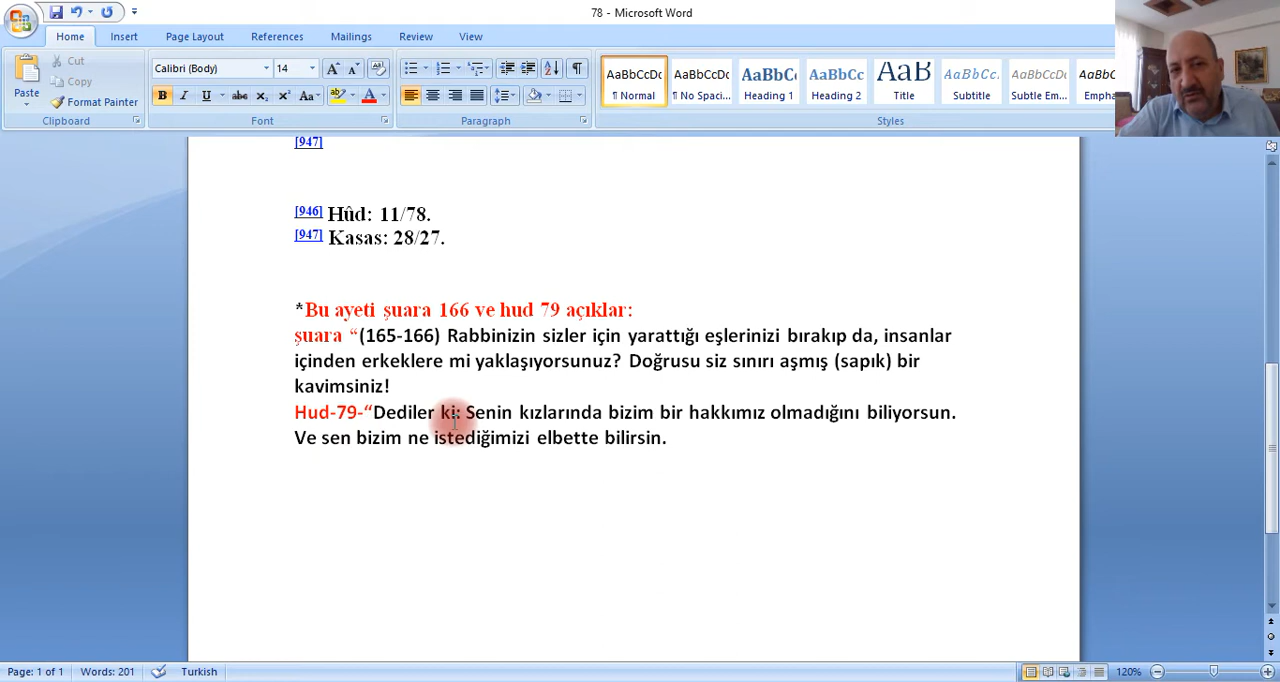 78 - Microsoft Word
Home Insert Page Layout References Mailings Review View
Paste
Cut
Copy
Format Painter
Clipboard
Calibri (Body) 14
Font
Paragraph
AaBbCcDc AaBbCcDc AaBbCc AaBbCc AaB AaBbCc. AaBbCcDc AaBbCcD
¶ Normal ¶ No Spaci... Heading 1 Heading 2 Title Subtitle Subtle Em... Empha
Styles
[947]
[946] Hûd: 11/78.
[947] Kasas: 28/27.
*Bu ayeti şuara 166 ve hud 79 açıklar:
şuara “(165-166) Rabbinizin sizler için yarattığı eşlerinizi bırakıp da, insanlar
içinden erkeklere mi yaklaşıyorsunuz? Doğrusu siz sınırı aşmış (sapık) bir
kavimsiniz!
Hud-79-“Dediler ki: Senin kızlarında bizim bir hakkımız olmadığını biliyorsun.
Ve sen bizim ne istediğimizi elbette bilirsin.
Page: 1 of 1 Words: 201 Turkish 120%